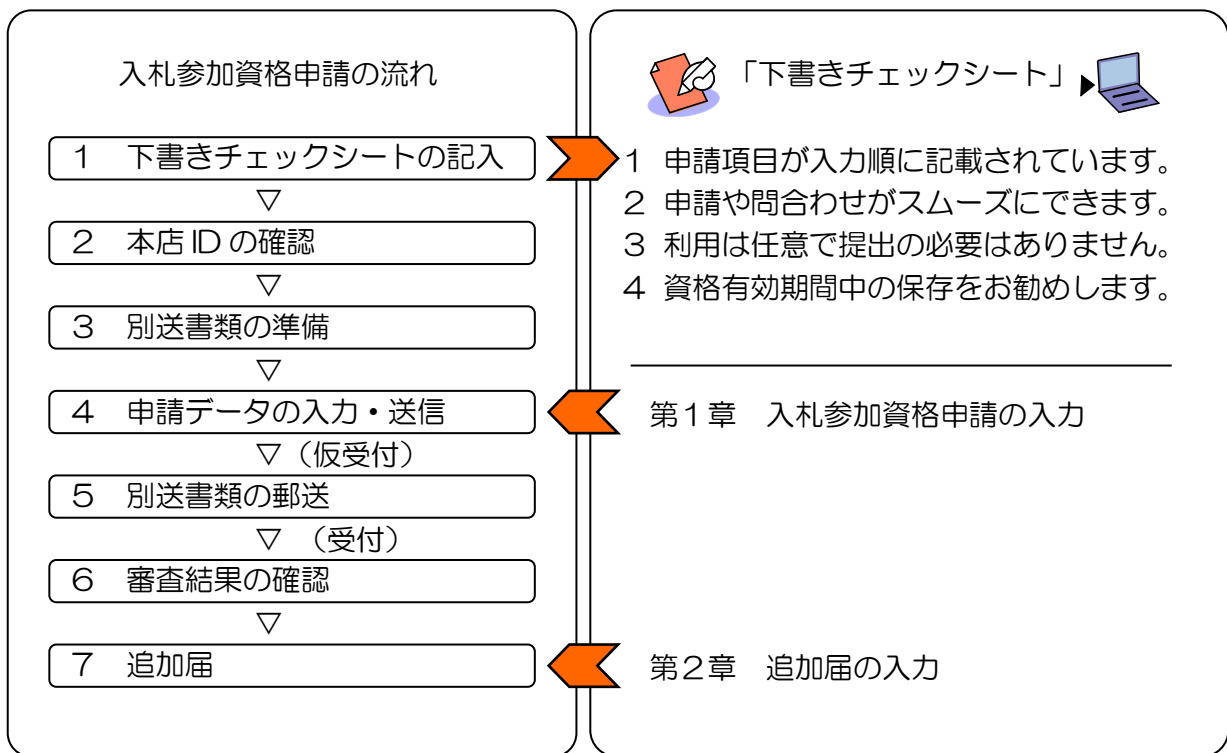 入札参加資格申請の流れ
1 下書きチェックシートの記入
▽
2 本店IDの確認
▽
3 別送書類の準備
▽
4 申請データの入力・送信
▽（仮受付）
5 別送書類の郵送
▽ （受付）
6 審査結果の確認
▽
7 追加届
「下書きチェックシート」
1 申請項目が入力順に記載されています。
2 申請や問合わせがスムーズにできます。
3 利用は任意で提出の必要はありません。
4 資格有効期間中の保存をお勧めします。
第1章 入札参加資格申請の入力
第2章 追加届の入力